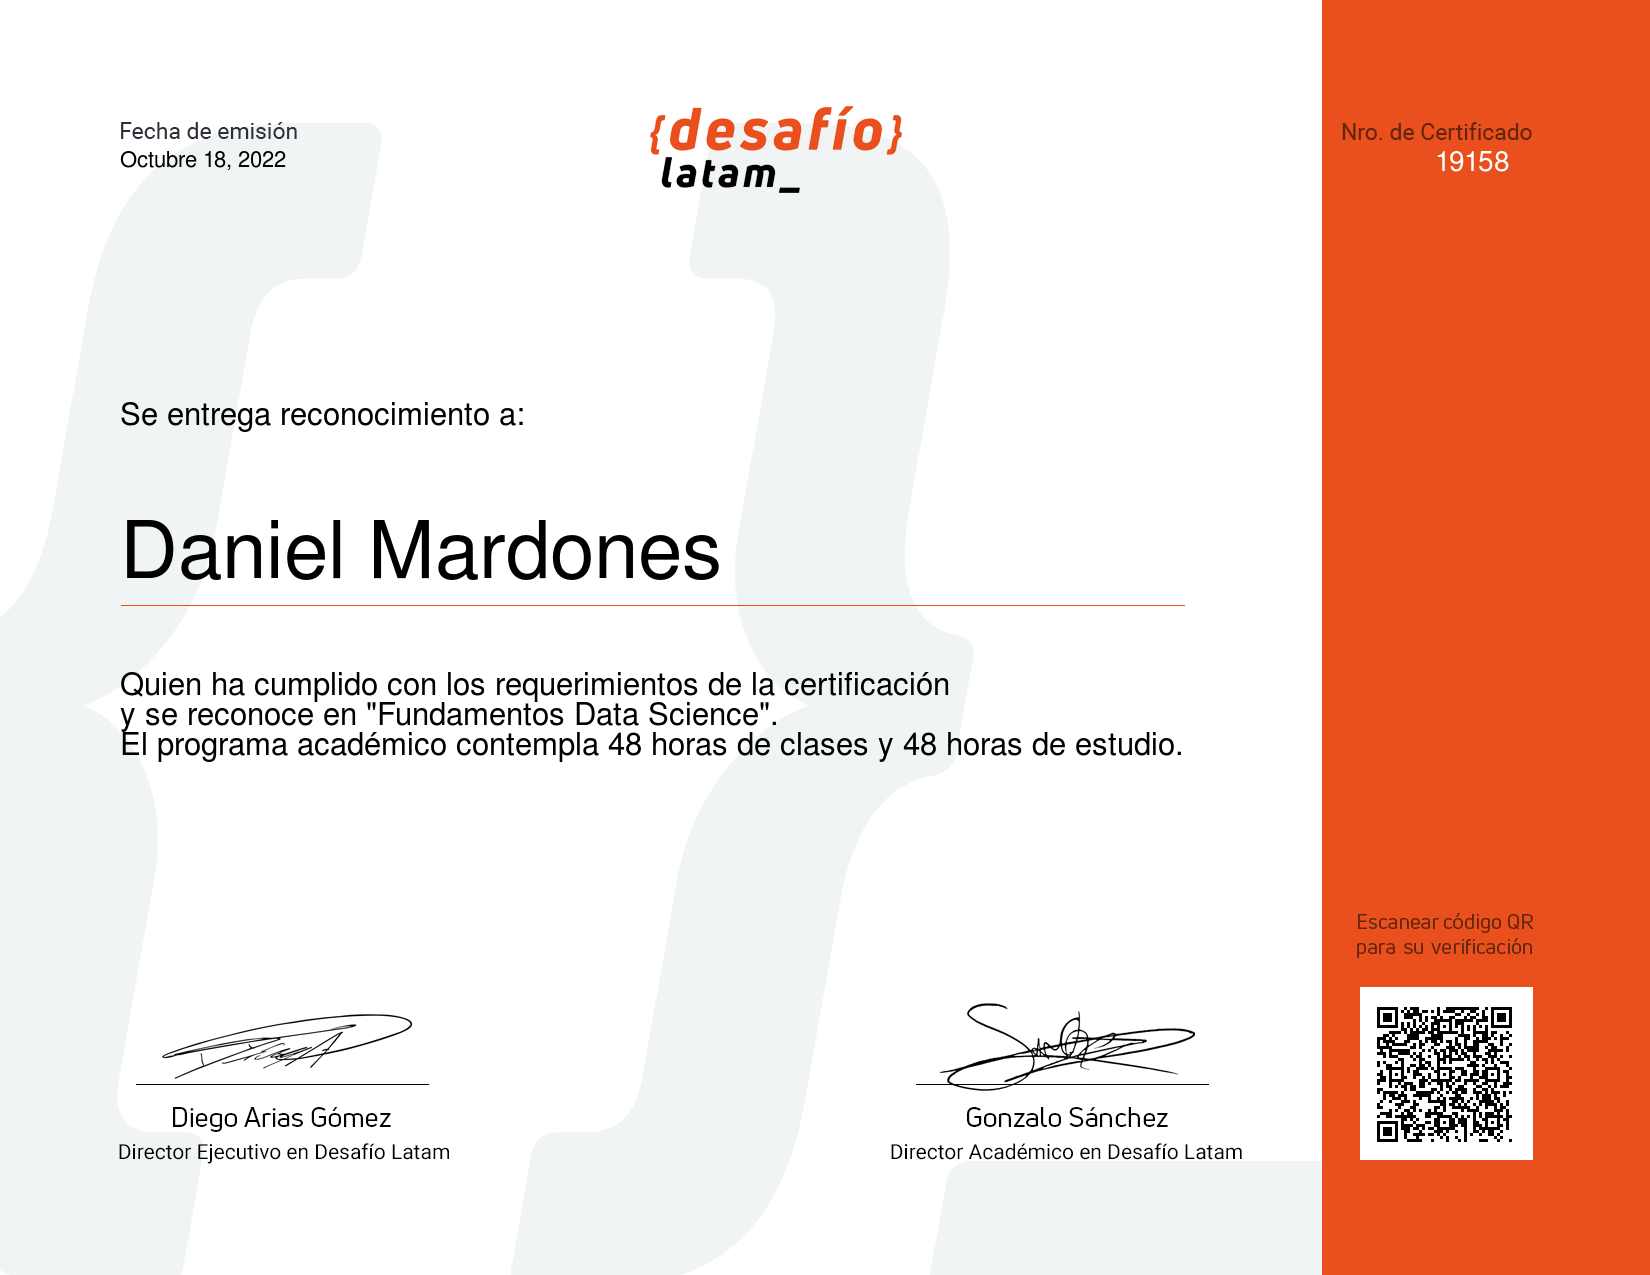 Fecha de emisión
Octubre 18, 2022
{desafío}
latam_
Nro. de Certificado
19158
Se entrega reconocimiento a:
Daniel Mardones
Quien ha cumplido con los requerimientos de la certificación
y se reconoce en "Fundamentos Data Science".
El programa académico contempla 48 horas de clases y 48 horas de estudio.
Escanear código QR
para su verificación
Diego Arias Gómez
Director Ejecutivo en Desafío Latam
Gonzalo Sánchez
Director Académico en Desafío Latam